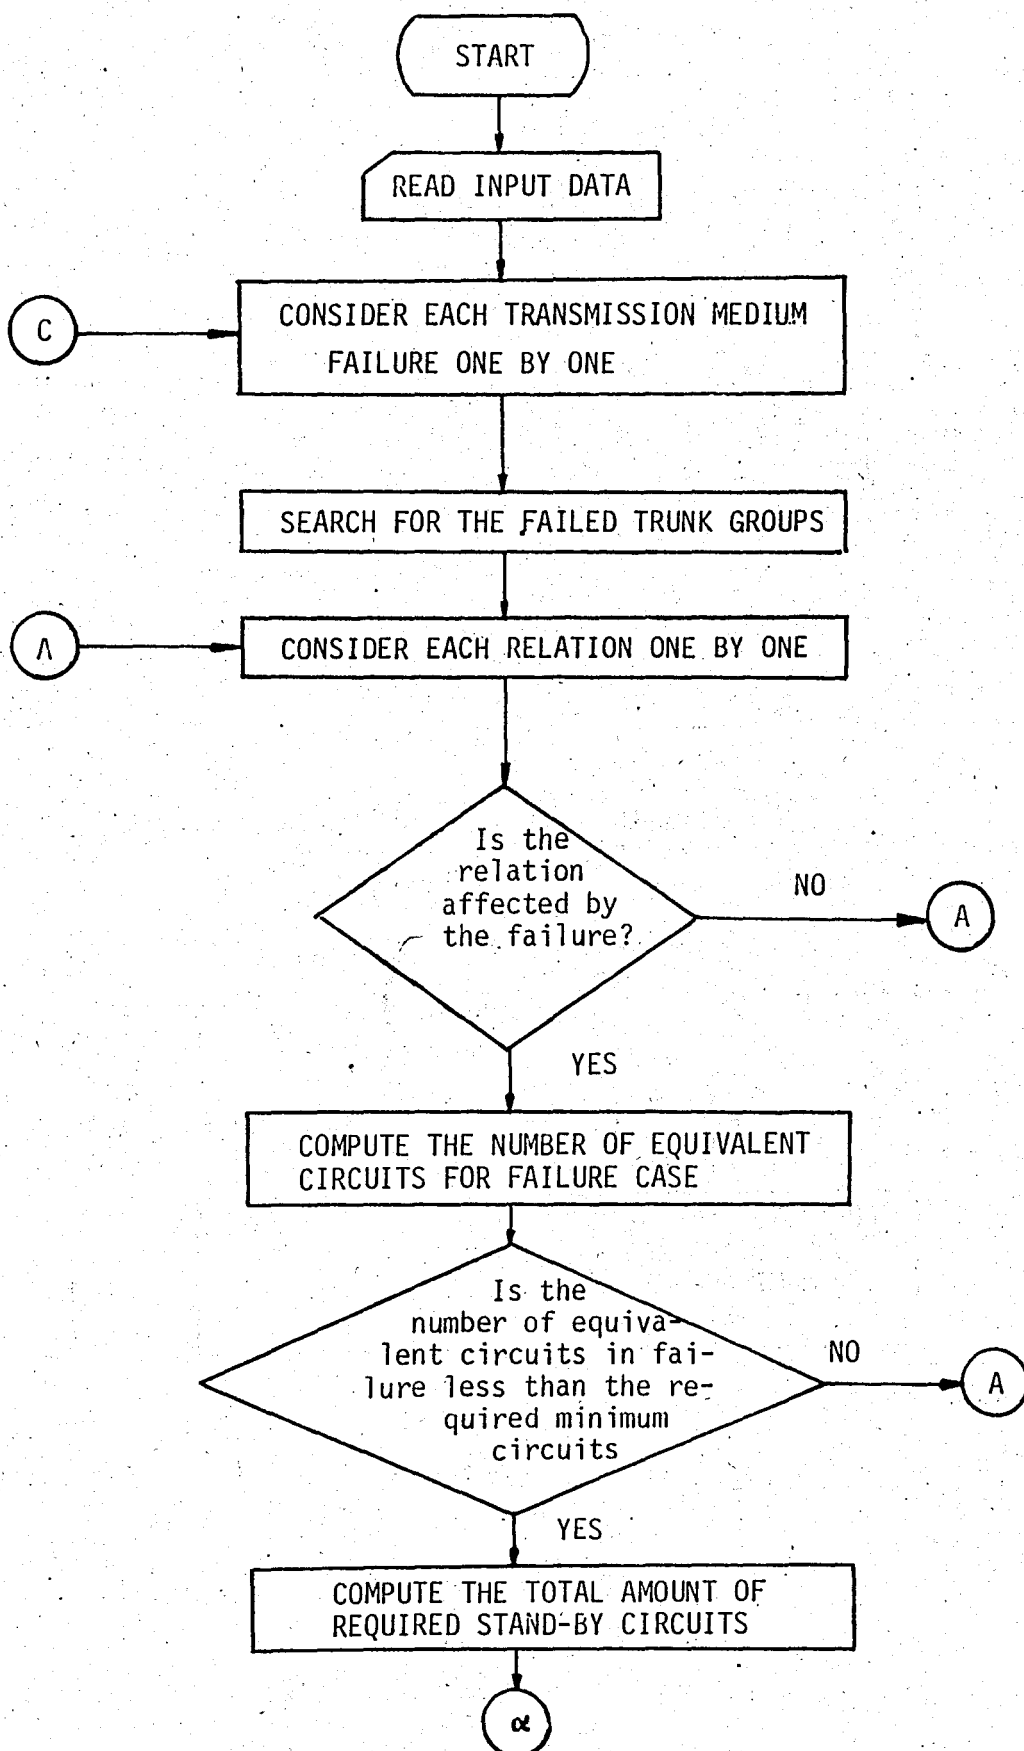 START
READ INPUT DATA
CONSIDER EACH TRANSMISSION MEDIUM
FAILURE ONE BY ONE
C
SEARCH FOR THE FAILED TRUNK GROUPS
A
CONSIDER EACH RELATION ONE BY ONE
Is the
relation
affected by
the failure?
NO
A
YES
COMPUTE THE NUMBER OF EQUIVALENT
CIRCUITS FOR FAILURE CASE
Is the
number of equiva-
lent circuits in fai-
lure less than the re-
quired minimum
circuits
NO
A
YES
COMPUTE THE TOTAL AMOUNT OF
REQUIRED STAND-BY CIRCUITS
α